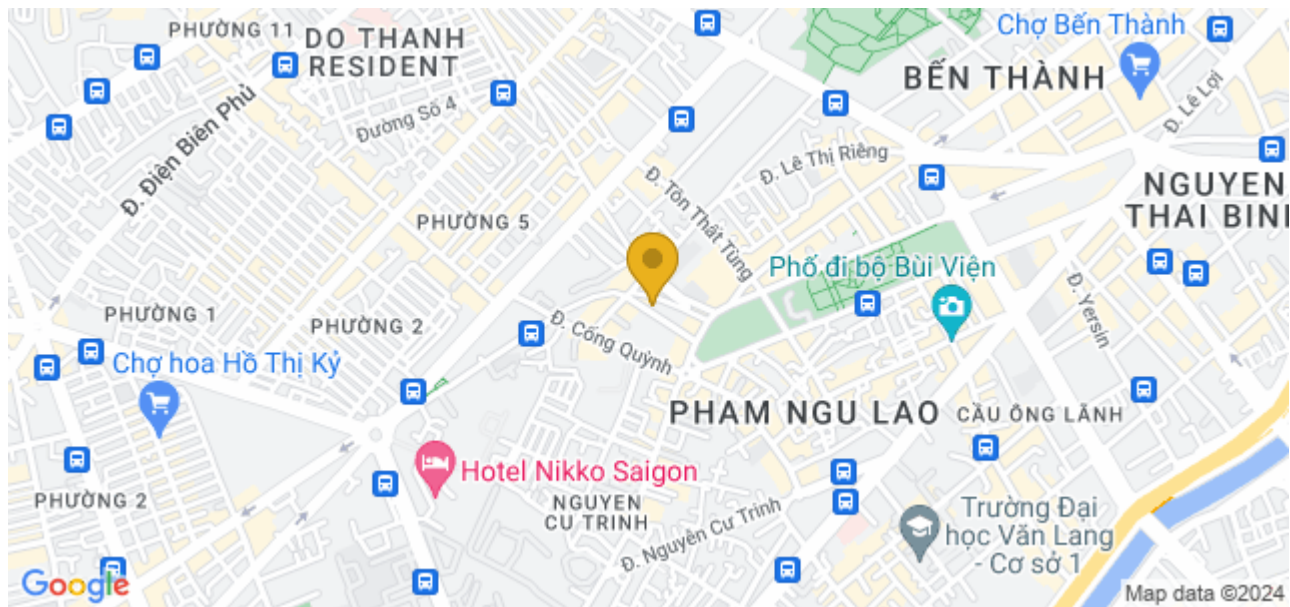 PHƯỜNG 11
DO THANH
RESIDENT
Chợ Bến Thành
BẾN THÀNH
Đ. Lê Lợi
Đường Số 4
Đ. Điện Biên Phủ
Đ. Lê Thị Riêng
Đ. Tôn Thất Tùng
NGUYEN
THAI BINH
PHƯỜNG 5
Phố đi bộ Bùi Viện
Đ. Yersin
PHƯỜNG 1
PHƯỜNG 2
Đ. Cống Quỳnh
Chợ hoa Hồ Thị Kỷ
PHAM NGU LAO
CẦU ÔNG LÃNH
Hotel Nikko Saigon
PHƯỜNG 2
NGUYEN
CU TRINH
Đ. Nguyễn Cư Trinh
Trường Đại
học Văn Lang
- Cơ sở 1
Google
Map data ©2024